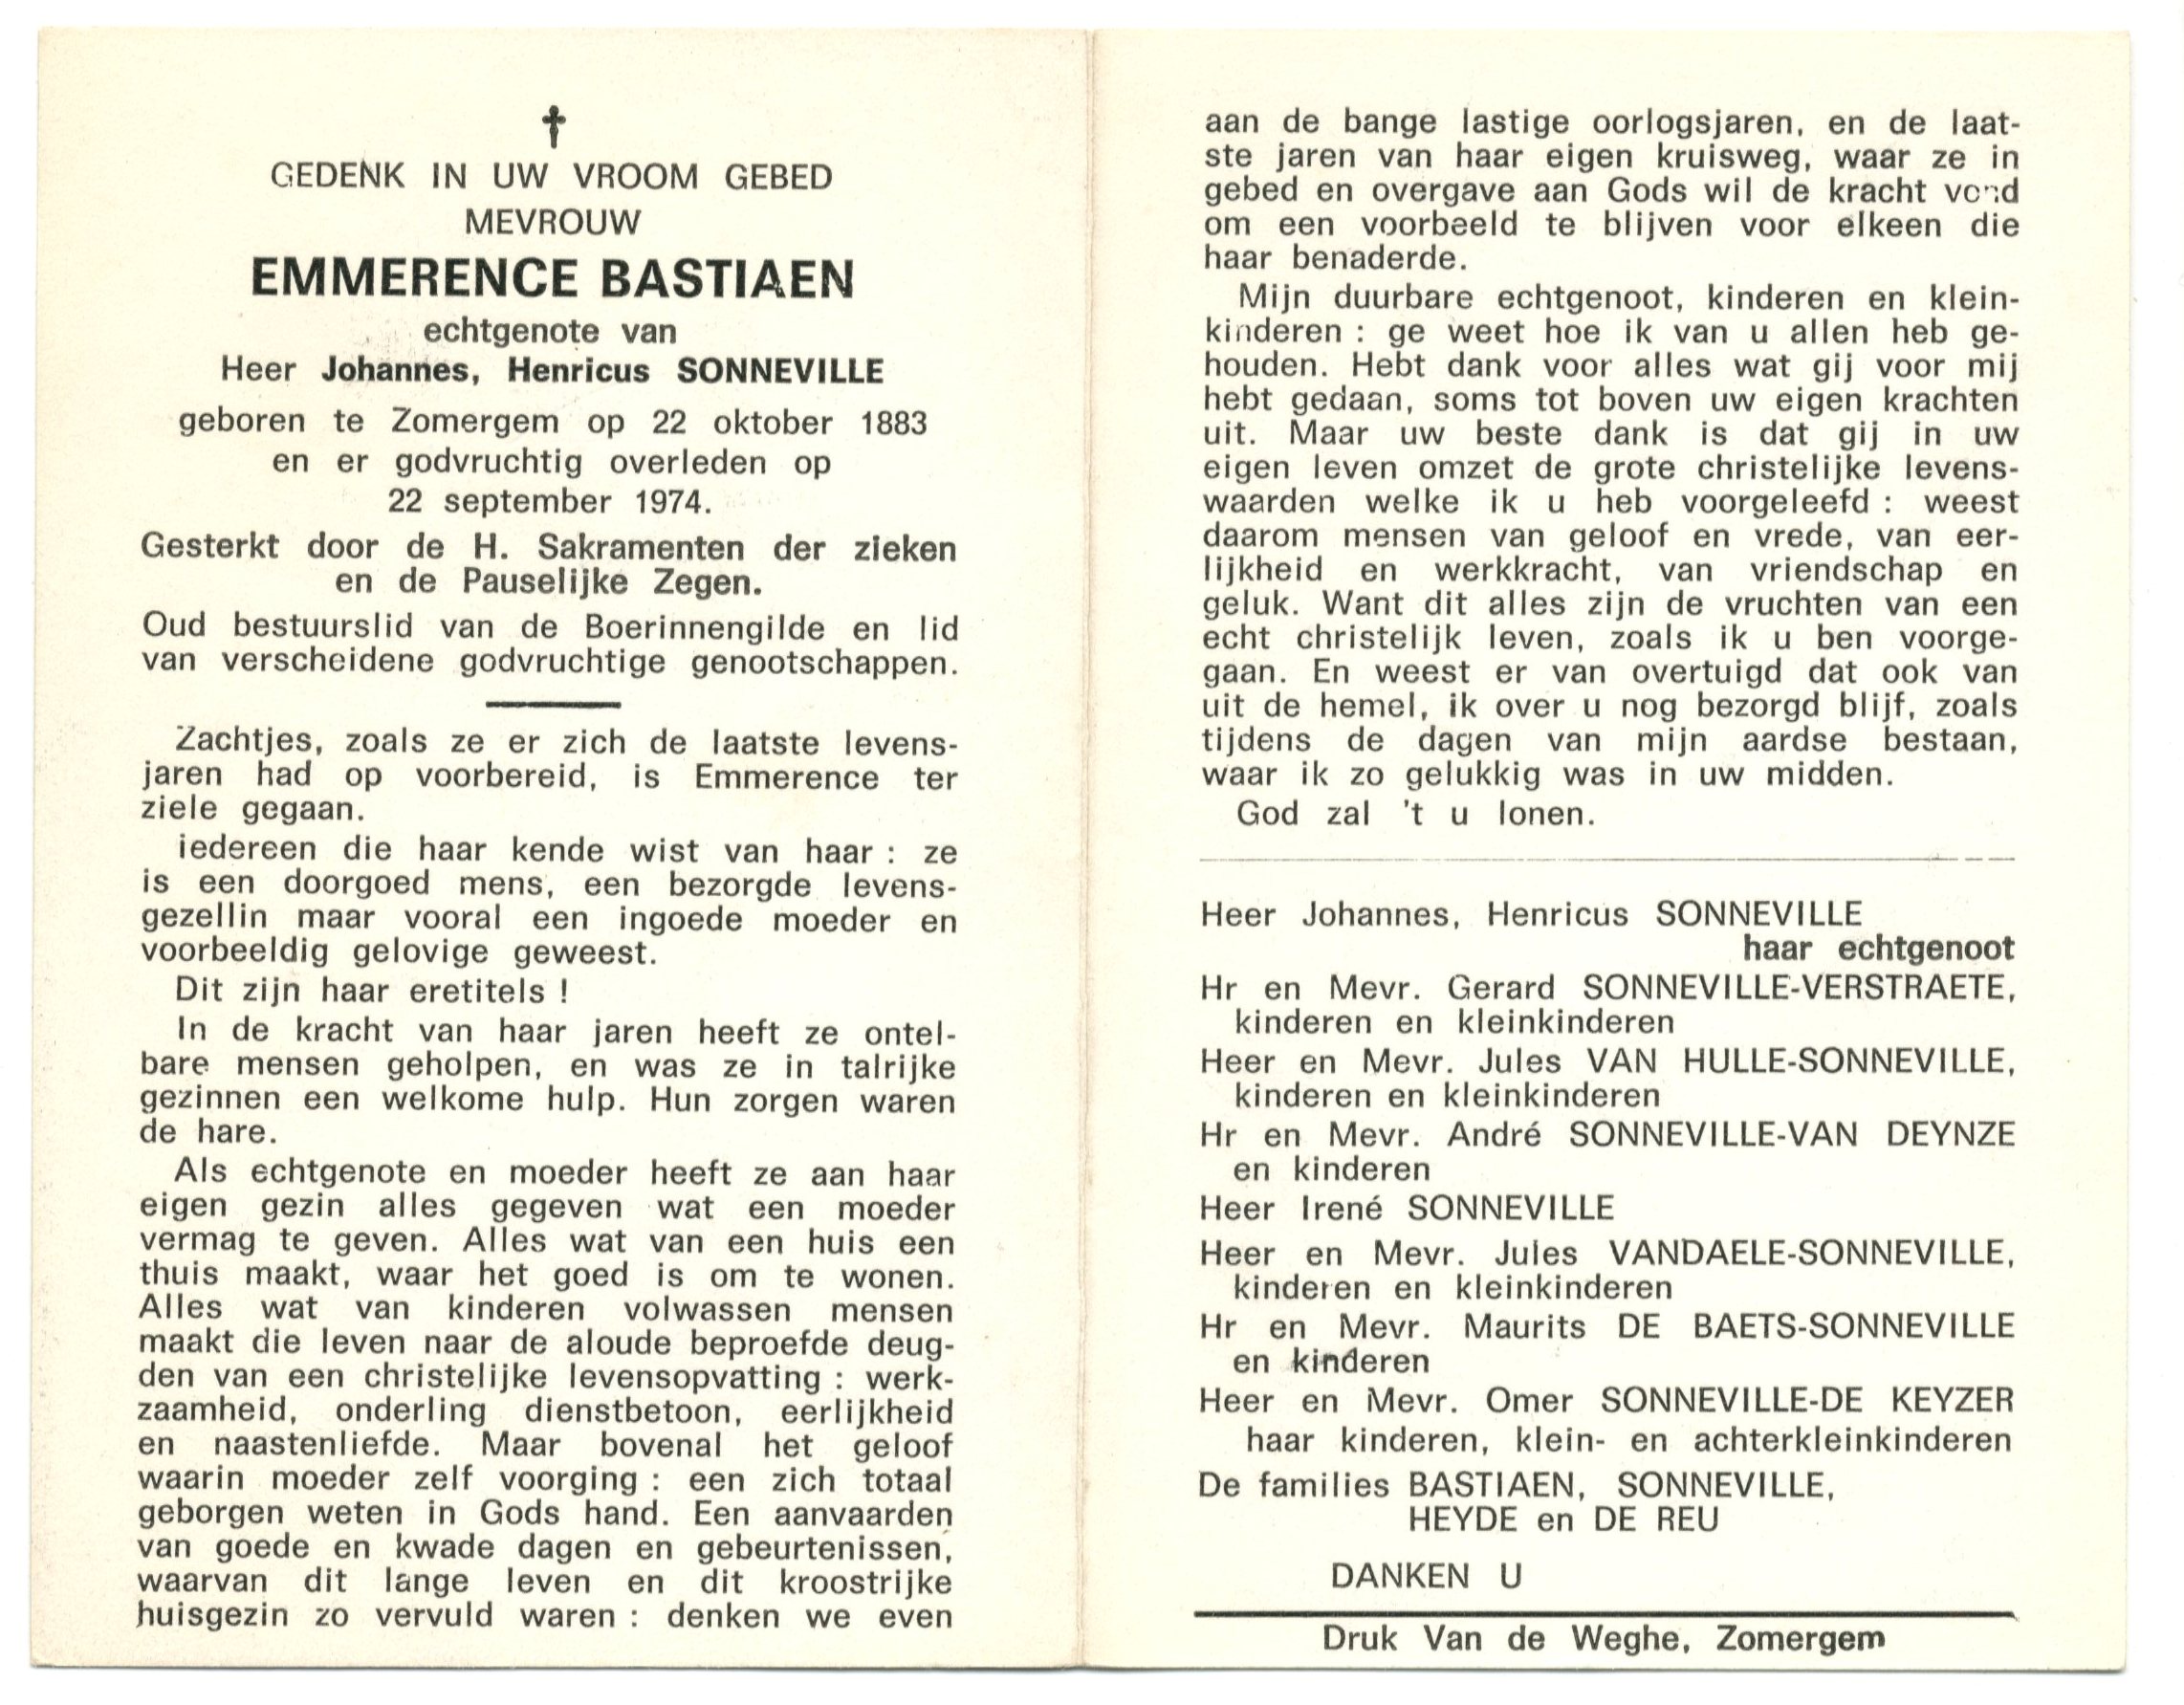 GEDENK IN UW VROOM GEBED
MEVROUW
EMMERENCE BASTIAEN
echtgenote van
Heer Johannes, Henricus SONNEVILLE
geboren te Zomergem op 22 oktober 1883
en er godvruchtig overleden op
22 september 1974.
Gesterkt door de H. Sakramenten der zieken
en de Pauselijke Zegen.
Oud bestuurslid van de Boerinnengilde en lid
van verscheidene godvruchtige genootschappen.
Zachtjes, zoals ze er zich de laatste levens-
jaren had op voorbereid, is Emmerence ter
ziele gegaan.
iedereen die haar kende wist van haar : ze
is een doorgoed mens, een bezorgde levens-
gezellin maar vooral een ingoede moeder en
voorbeeldig gelovige geweest.
Dit zijn haar eretitels !
In de kracht van haar jaren heeft ze ontel-
bare mensen geholpen, en was ze in talrijke
gezinnen een welkome hulp. Hun zorgen waren
de hare.
Als echtgenote en moeder heeft ze aan haar
eigen gezin alles gegeven wat een moeder
vermag te geven. Alles wat van een huis een
thuis maakt, waar het goed is om te wonen.
Alles wat van kinderen volwassen mensen
maakt die leven naar de aloude beproefde deug-
den van een christelijke levensopvatting : werk-
zaamheid, onderling dienstbetoon, eerlijkheid
en naastenliefde. Maar bovenal het geloof
waarin moeder zelf voorging : een zich totaal
geborgen weten in Gods hand. Een aanvaarden
van goede en kwade dagen en gebeurtenissen,
waarvan dit lange leven en dit kroostrijke
huisgezin zo vervuld waren : denken we even
aan de bange lastige oorlogsjaren, en de laat-
ste jaren van haar eigen kruisweg, waar ze in
gebed en overgave aan Gods wil de kracht vond
om een voorbeeld te blijven voor elkeen die
haar benaderde.
Mijn duurbare echtgenoot, kinderen en klein-
kinderen : ge weet hoe ik van u allen heb ge-
houden. Hebt dank voor alles wat gij voor mij
hebt gedaan, soms tot boven uw eigen krachten
uit. Maar uw beste dank is dat gij in uw
eigen leven omzet de grote christelijke levens-
waarden welke ik u heb voorgeleefd : weest
daarom mensen van geloof en vrede, van eer-
lijkheid en werkkracht, van vriendschap en
geluk. Want dit alles zijn de vruchten van een
echt christelijk leven, zoals ik u ben voorge-
gaan. En weest er van overtuigd dat ook van
uit de hemel, ik over u nog bezorgd blijf, zoals
tijdens de dagen van mijn aardse bestaan,
waar ik zo gelukkig was in uw midden.
God zal 't u lonen.
Heer Johannes, Henricus SONNEVILLE
haar echtgenoot
Hr en Mevr. Gerard SONNEVILLE-VERSTRAETE,
kinderen en kleinkinderen
Heer en Mevr. Jules VAN HULLE-SONNEVILLE,
kinderen en kleinkinderen
Hr en Mevr. André SONNEVILLE-VAN DEYNZE
en kinderen
Heer Irené SONNEVILLE
Heer en Mevr. Jules VANDAELE-SONNEVILLE,
kinderen en kleinkinderen
Hr en Mevr. Maurits DE BAETS-SONNEVILLE
en kinderen
Heer en Mevr. Omer SONNEVILLE-DE KEYZER
haar kinderen, klein- en achterkleinkinderen
De families BASTIAEN, SONNEVILLE,
HEYDE en DE REU
DANKEN U
Druk Van de Weghe, Zomergem